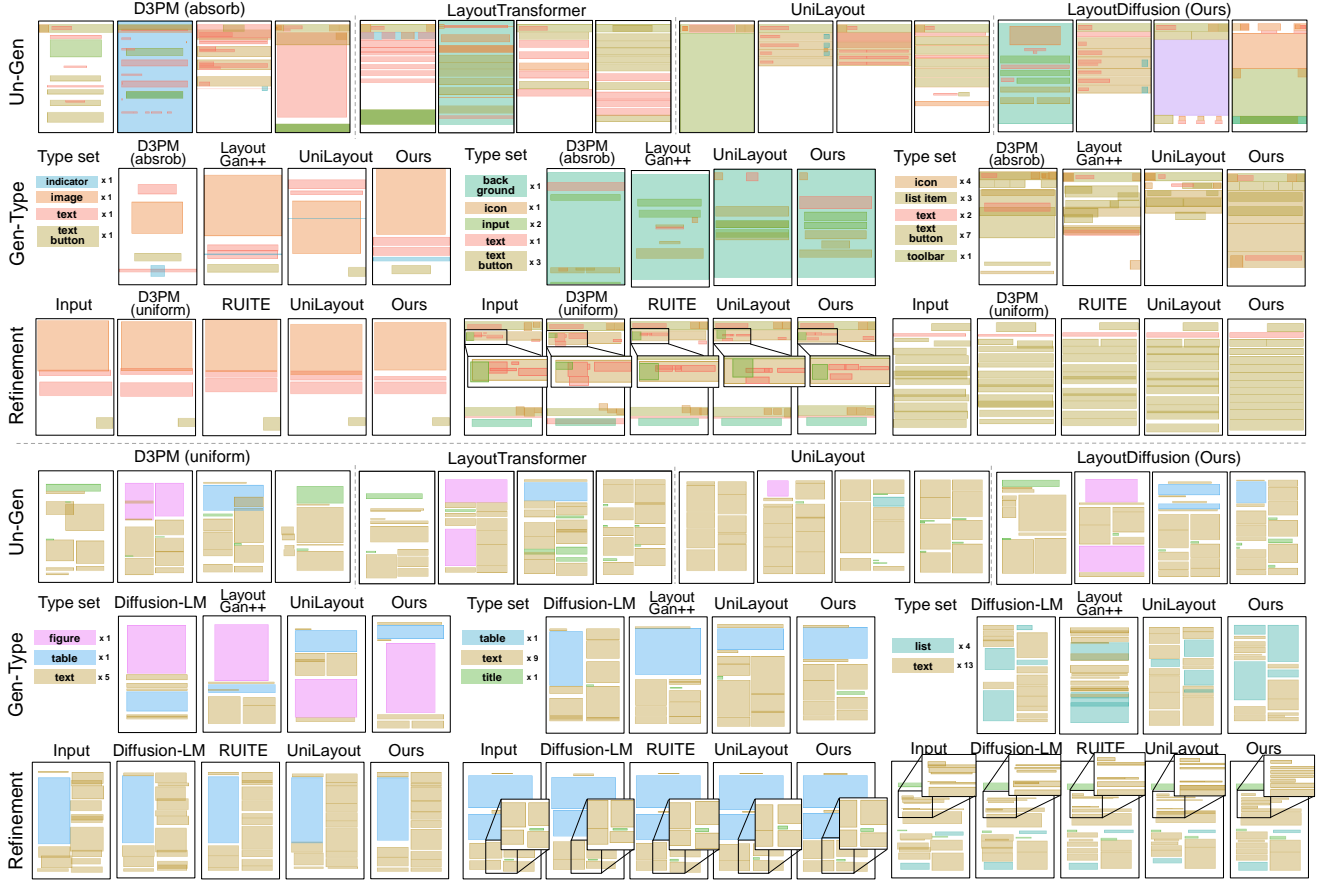 D3PM (absorb) LayoutTransformer UniLayout LayoutDiffusion (Ours)
Un-Gen
Type set D3PM (absrob) Layout Gan++ UniLayout Ours Type set D3PM (absrob) Layout Gan++ UniLayout Ours Type set D3PM (absrob) Layout Gan++ UniLayout Ours
Gen-Type
indicator x 1
image x 1
text x 1
text button x 1
back ground x 1
icon x 1
input x 2
text x 1
text button x 3
icon x 4
list item x 3
text x 2
text button x 7
toolbar x 1
Input D3PM (uniform) RUITE UniLayout Ours Input D3PM (uniform) RUITE UniLayout Ours Input D3PM (uniform) RUITE UniLayout Ours
Refinement
D3PM (uniform) LayoutTransformer UniLayout LayoutDiffusion (Ours)
Un-Gen
Type set Diffusion-LM Layout Gan++ UniLayout Ours Type set Diffusion-LM Layout Gan++ UniLayout Ours Type set Diffusion-LM Layout Gan++ UniLayout Ours
Gen-Type
figure x 1
table x 1
text x 5
table x 1
text x 9
title x 1
list x 4
text x 13
Input Diffusion-LM RUITE UniLayout Ours Input Diffusion-LM RUITE UniLayout Ours Input Diffusion-LM RUITE UniLayout Ours
Refinement